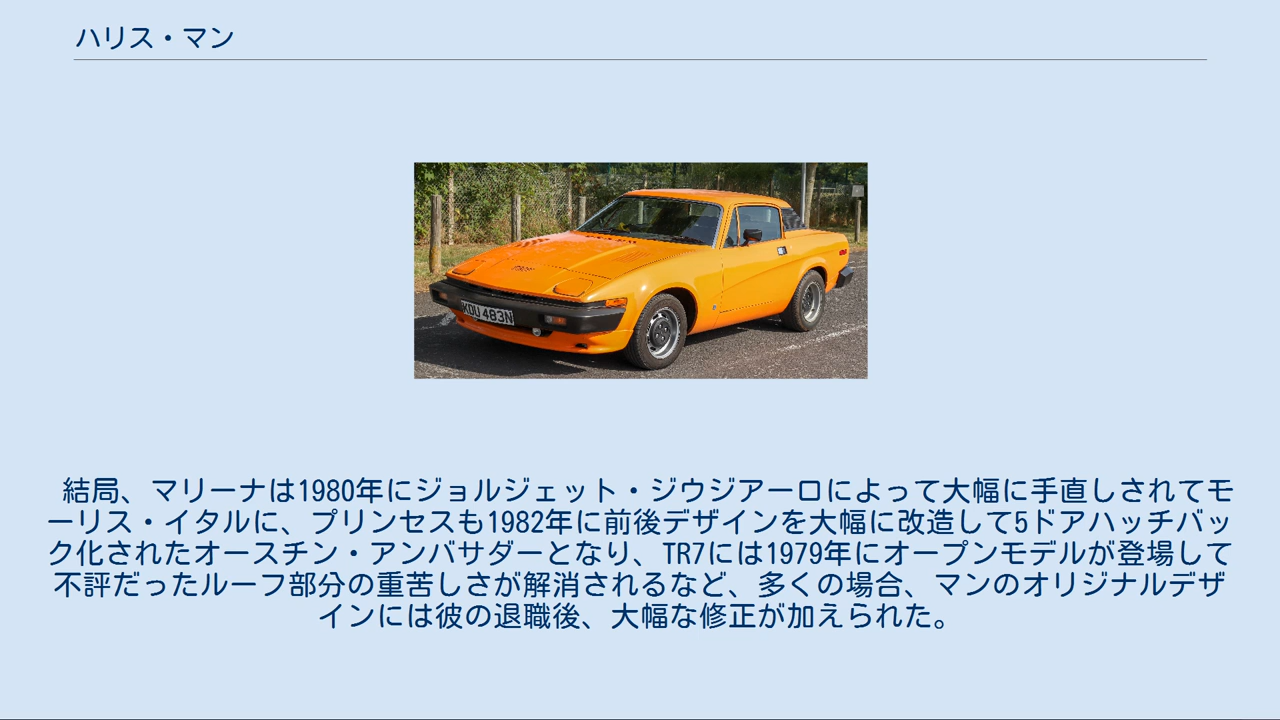 ハリス・マン
KDU 483N
結局、マリーナは1980年にジョルジェット・ジウジアーロによって大幅に手直しされてモ
ーリス・イタルに、プリンセスも1982年に前後デザインを大幅に改造して5ドアハッチバッ
ク化されたオースチン・アンバサダーとなり、TR7には1979年にオープンモデルが登場して
不評だったルーフ部分の重苦しさが解消されるなど、多くの場合、マンのオリジナルデザ
インには彼の退職後、大幅な修正が加えられた。